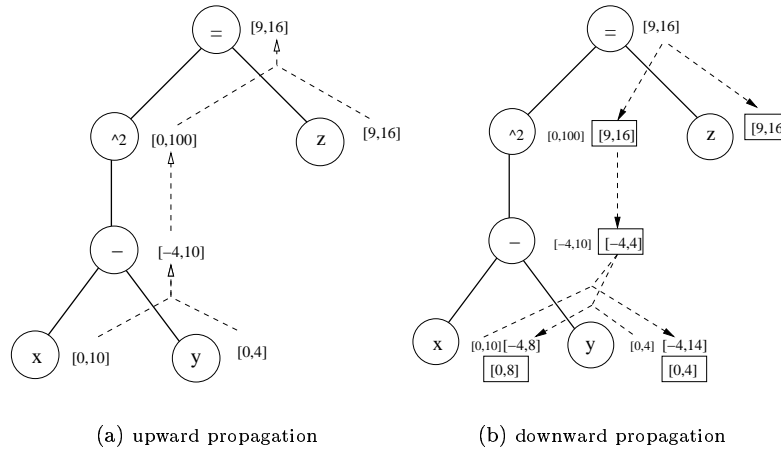 = [9,16]
^2 [0,100] z [9,16]
− [−4,10]
x [0,10] y [0,4]
(a) upward propagation
= [9,16]
^2 [0,100] [9,16] z [9,16
− [−4,10] [−4,4]
x [0,10] [−4,8] y [0,4] [−4,14]
[0,8] [0,4]
(b) downward propagation